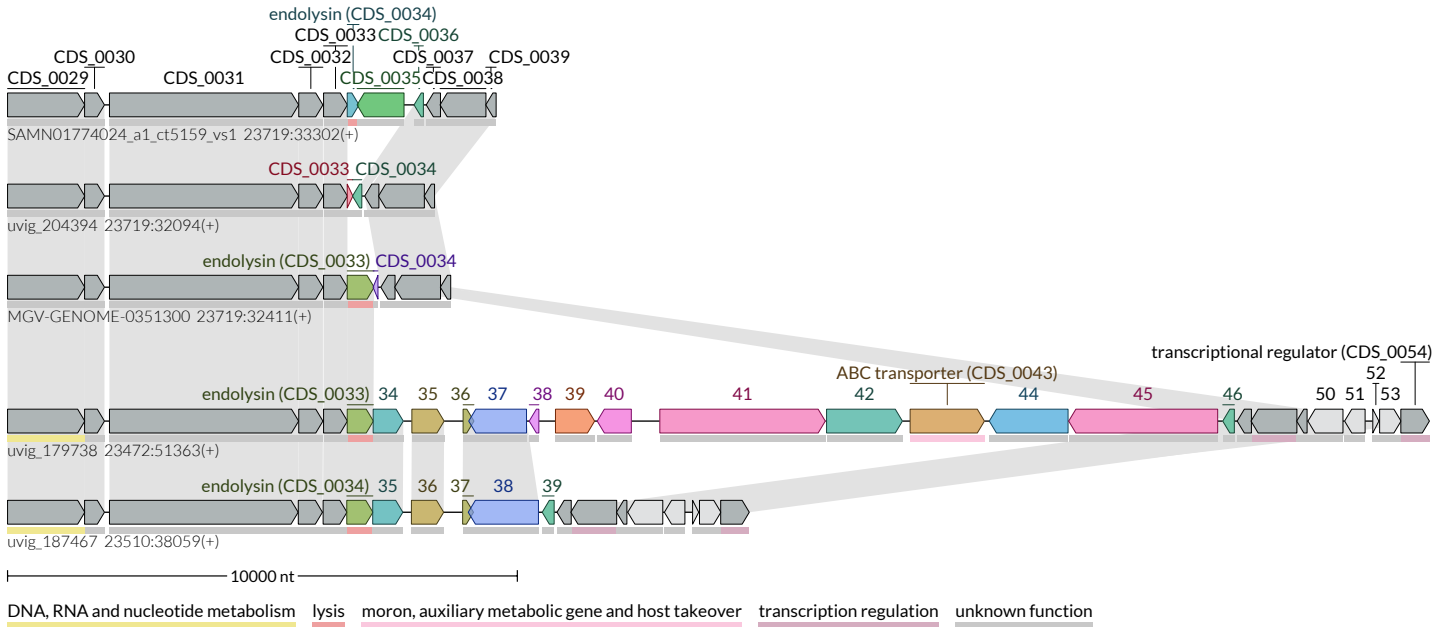 endolysin (CDS_0034)
CDS_0033 CDS_0036
CDS_0030 CDS_0032 CDS_0037 CDS_0039
CDS_0029 CDS_0031 CDS_0035 CDS_0038
SAMN01774024_a1_ct5159_vs1 23719:33302(+)
CDS_0033 CDS_0034
uvig_204394 23719:32094(+)
endolysin (CDS_0033) CDS_0034
MGV-GENOME-0351300 23719:32411(+)
transcriptional regulator (CDS_0054)
ABC transporter (CDS_0043) 52
endolysin (CDS_0033) 34 35 36 37 38 39 40 41 42 44 45 46 50 51 53
uvig_179738 23472:51363(+)
endolysin (CDS_0034) 35 36 37 38 39
uvig_187467 23510:38059(+)
10000 nt
DNA, RNA and nucleotide metabolism lysis moron, auxiliary metabolic gene and host takeover transcription regulation unknown function